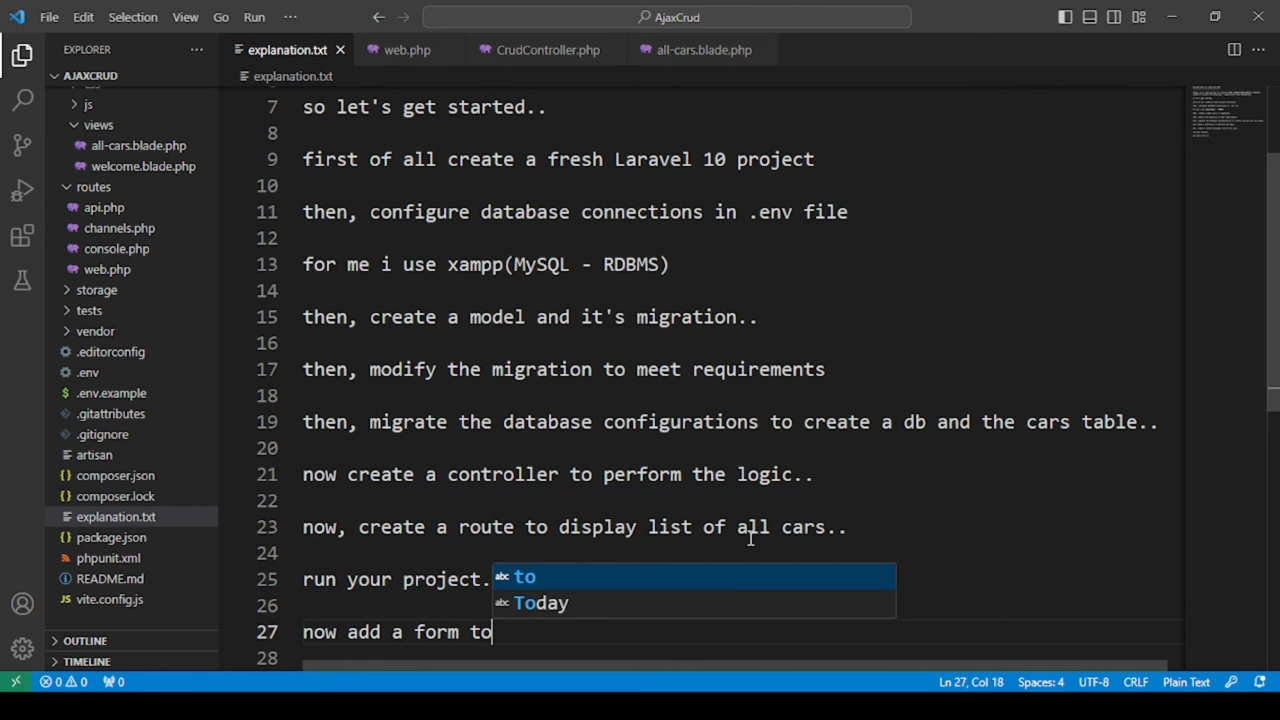 File Edit Selection View Go Run ··· AjaxCrud
EXPLORER ···
explanation.txt web.php CrudController.php all-cars.blade.php
AJAXCRUD
explanation.txt
js
views
all-cars.blade.php
welcome.blade.php
routes
api.php
channels.php
console.php
web.php
storage
tests
vendor
.editorconfig
.env
.env.example
.gitattributes
.gitignore
artisan
composer.json
composer.lock
explanation.txt
package.json
phpunit.xml
README.md
vite.config.js
OUTLINE
TIMELINE
7 so let's get started..
8
9 first of all create a fresh Laravel 10 project
10
11 then, configure database connections in .env file
12
13 for me i use xampp(MySQL - RDBMS)
14
15 then, create a model and it's migration..
16
17 then, modify the migration to meet requirements
18
19 then, migrate the database configurations to create a db and the cars table..
20
21 now create a controller to perform the logic..
22
23 now, create a route to display list of all cars..
24
25 run your project.
abc to
abc Today
26
27 now add a form to
28
0 0 0 Ln 27, Col 18 Spaces: 4 UTF-8 CRLF Plain Text